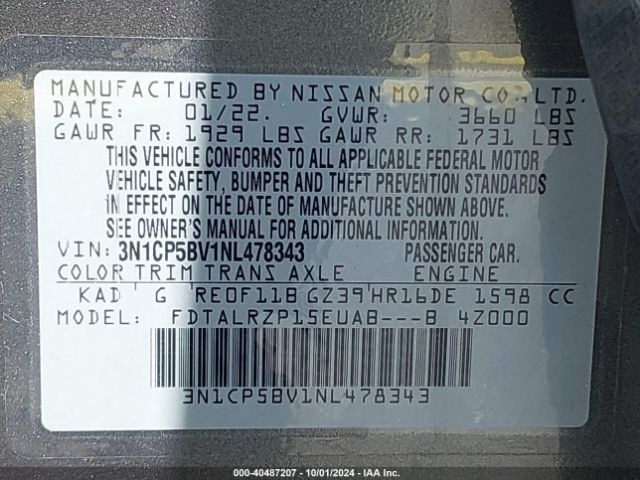 MANUFACTURED BY NISSAN MOTOR CO., LTD.
DATE: 01/22. GVWR: 3660 LBS
GAWR FR: 1929 LBS GAWR RR: 1731 LBS
THIS VEHICLE CONFORMS TO ALL APPLICABLE FEDERAL MOTOR
VEHICLE SAFETY, BUMPER AND THEFT PREVENTION STANDARDS
IN EFFECT ON THE DATE OF MANUFACTURE SHOWN ABOVE.
SEE OWNER'S MANUAL FOR ADDITIONAL INFORMATION.
VIN: 3N1CP5BV1NL478343 PASSENGER CAR.
COLOR TRIM TRANS AXLE ENGINE
KAD G RE0F11B GZ39 HR16DE 1598 CC
MODEL: FDTALRZP15EUAB---B 4Z000
3N1CP5BV1NL478343
000-40487207 - 10/01/2024 - IAA Inc.